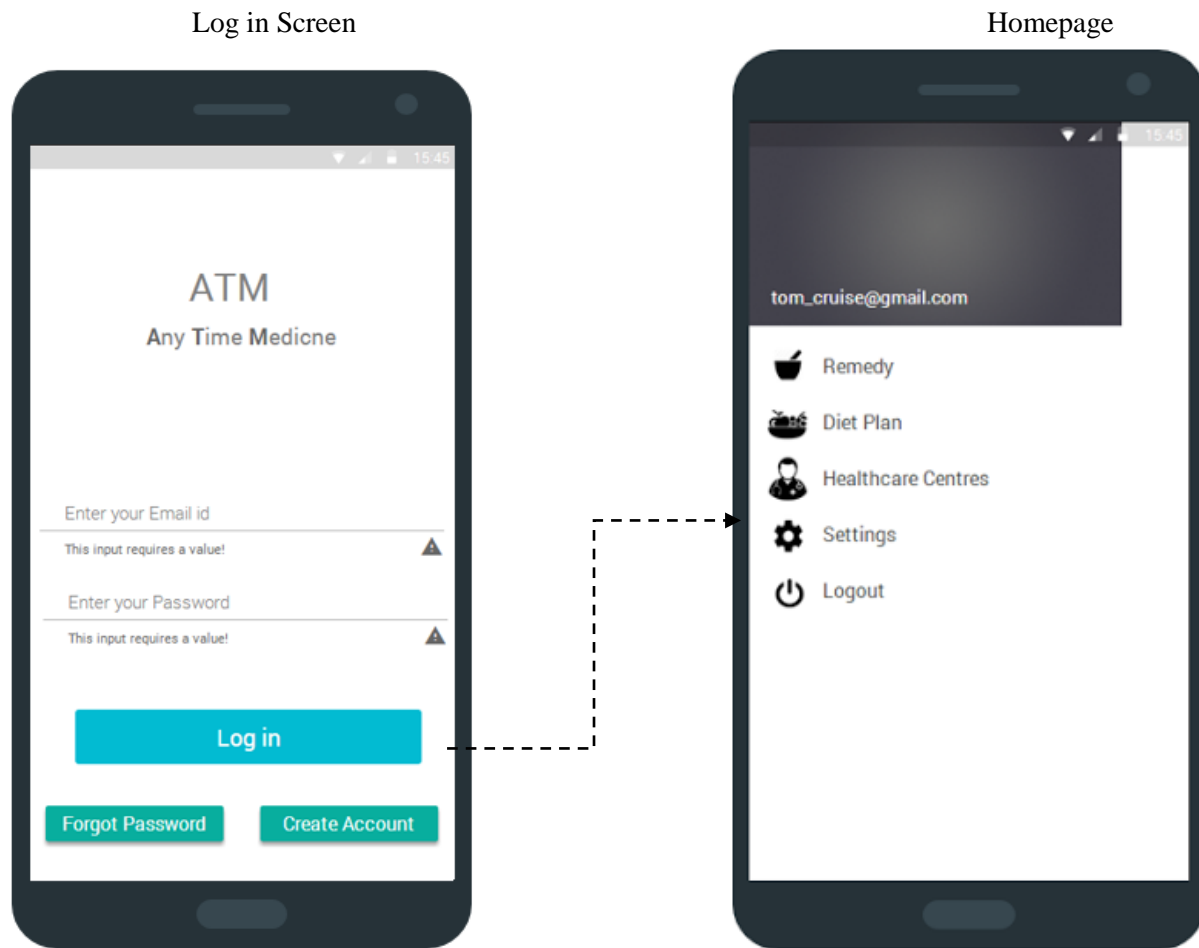 Log in Screen
Homepage
15:45
ATM
Any Time Medicne
Enter your Email id
This input requires a value!
Enter your Password
This input requires a value!
Log in
Forgot Password
Create Account
15:45
tom_cruise@gmail.com
Remedy
Diet Plan
Healthcare Centres
Settings
Logout